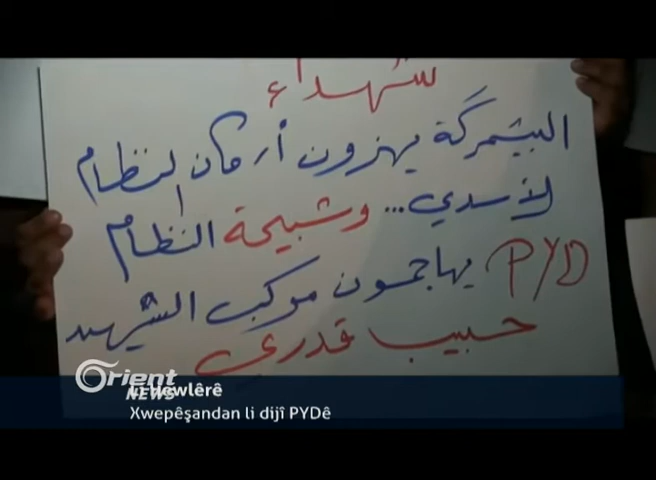 شهداء
البيشمركة يهزون أركان النظام
الأسدي... وشبيحة النظام
PYD يهاجمون موكب الشهيد
حبيب قدري
Orient
NEWS
Li Hewlêrê
Xwepêşandan li dijî PYDê